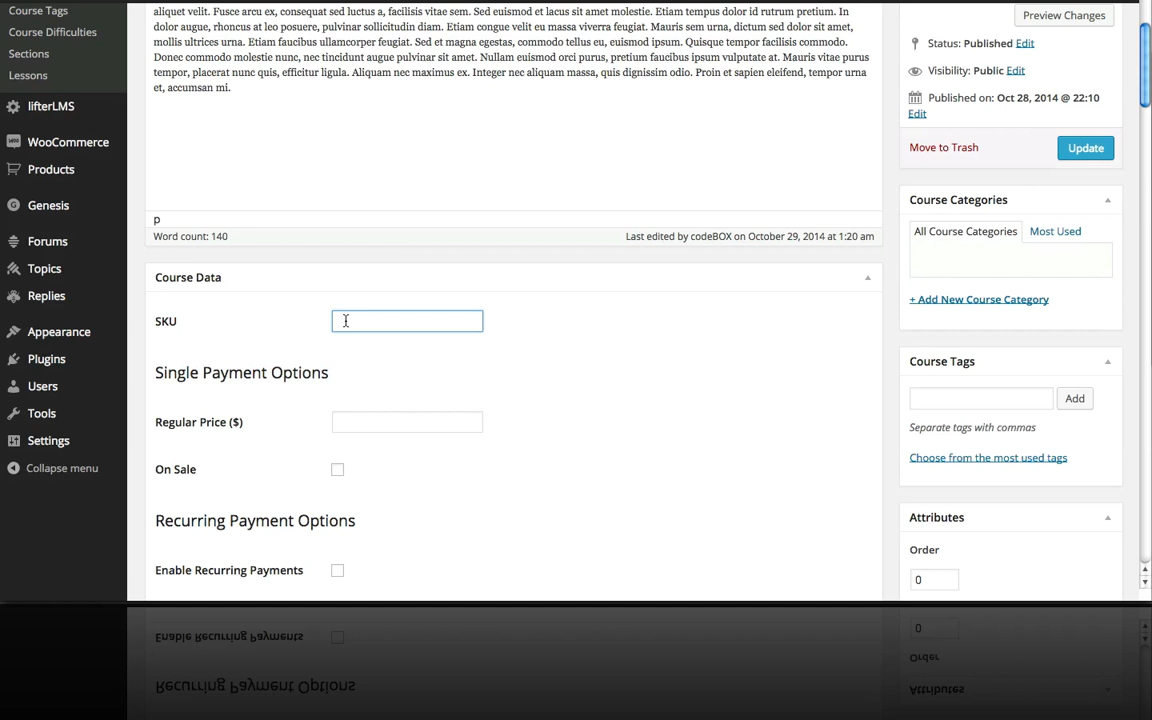 Course Tags
Course Difficulties
Sections
Lessons
lifterLMS
WooCommerce
Products
Genesis
Forums
Topics
Replies
Appearance
Plugins
Users
Tools
Settings
Collapse menu
aliquet velit. Fusce arcu ex, consequat sed luctus a, facilisis vitae sem. Sed euismod et lacus sit amet molestie. Etiam tempus dolor id rutrum pretium. In
dolor augue, rhoncus at leo posuere, pulvinar sollicitudin diam. Etiam congue velit eu massa viverra feugiat. Mauris sem urna, dictum sed dolor sit amet,
mollis ultrices urna. Etiam faucibus ullamcorper feugiat. Sed et magna egestas, commodo tellus eu, euismod ipsum. Quisque tempor facilisis commodo.
Donec commodo molestie nunc, nec tincidunt augue pulvinar sit amet. Nullam euismod orci purus, pretium faucibus ipsum vulputate at. Mauris vitae purus
tempor, placerat nunc quis, efficitur ligula. Aliquam nec maximus ex. Integer nec aliquam massa, quis dignissim odio. Proin et sapien eleifend, tempor urna
et, accumsan mi.
p
Word count: 140
Last edited by codeBOX on October 29, 2014 at 1:20 am
Course Data
SKU
Single Payment Options
Regular Price ($)
On Sale
Recurring Payment Options
Enable Recurring Payments
Preview Changes
Status: Published Edit
Visibility: Public Edit
Published on: Oct 28, 2014 @ 22:10
Edit
Move to Trash
Update
Course Categories
All Course Categories
Most Used
+ Add New Course Category
Course Tags
Add
Separate tags with commas
Choose from the most used tags
Attributes
Order
0
Enable Recurring Payments
0
Order
Recurring Payment Options
Attributes